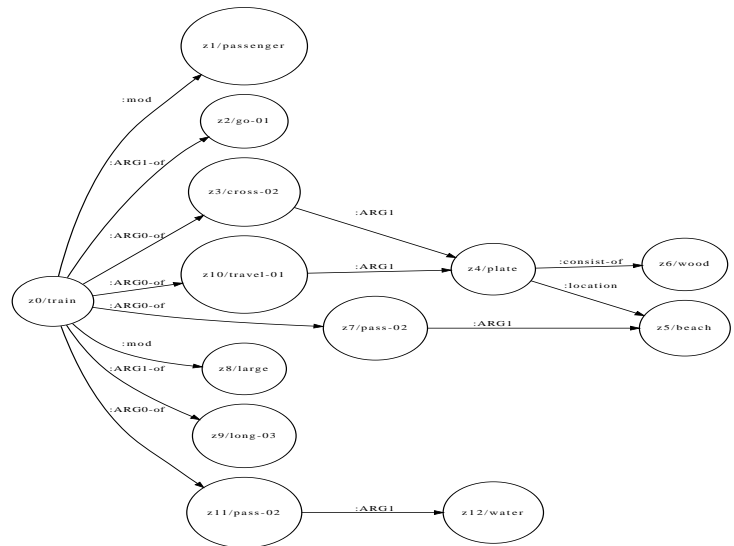 z1/passenger
:mod
z2/go-01
:ARG1-of
z3/cross-02
:ARG1
:ARG0-of
z10/travel-01
:ARG1
z4/plate
:consist-of
z6/wood
:ARG0-of
:location
z0/train
:ARG0-of
z7/pass-02
:ARG1
z5/beach
:mod
z8/large
:ARG1-of
z9/long-03
:ARG0-of
z11/pass-02
:ARG1
z12/water